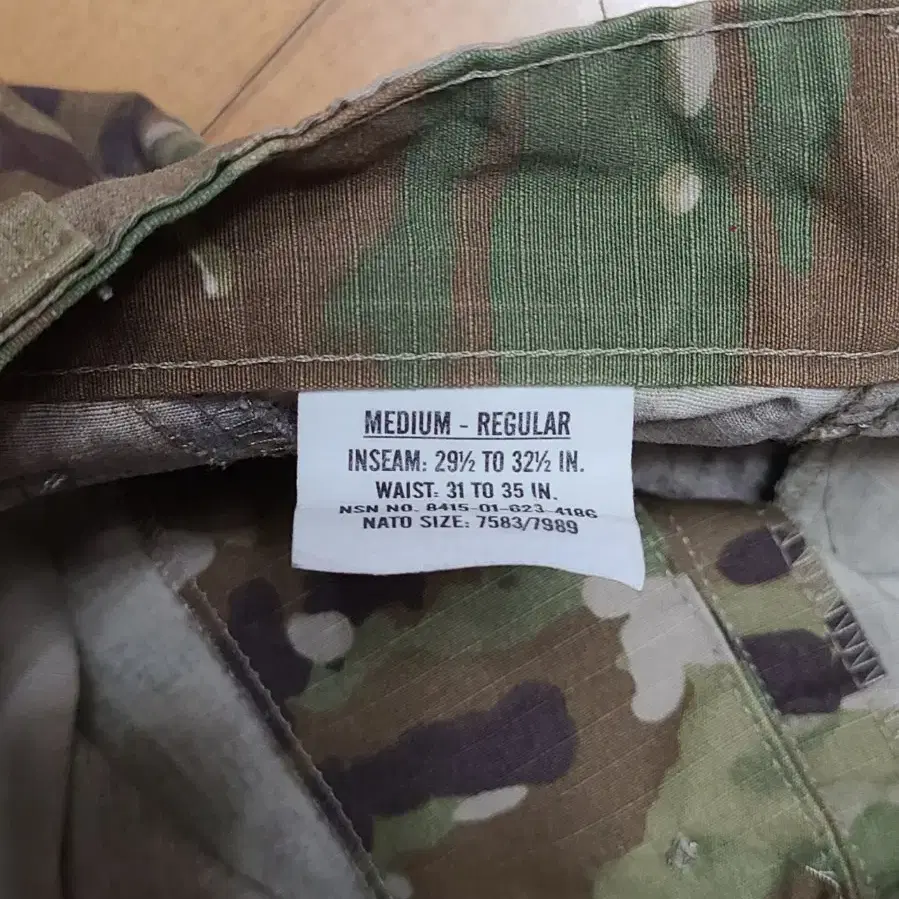 MEDIUM - REGULAR
INSEAM: 29½ TO 32½ IN.
WAIST: 31 TO 35 IN.
NSN NO. 8415-01-623-4186
NATO SIZE: 7583/7989